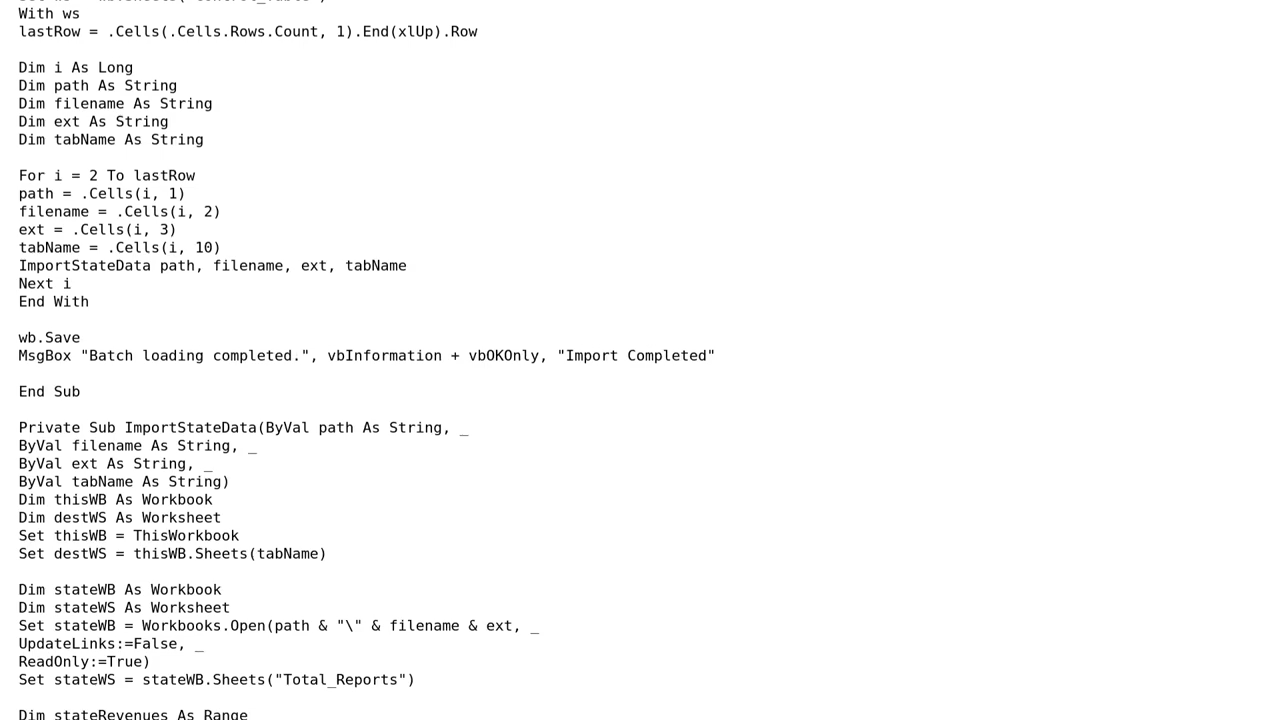 With ws
lastRow = .Cells(.Cells.Rows.Count, 1).End(xlUp).Row
Dim i As Long
Dim path As String
Dim filename As String
Dim ext As String
Dim tabName As String
For i = 2 To lastRow
path = .Cells(i, 1)
filename = .Cells(i, 2)
ext = .Cells(i, 3)
tabName = .Cells(i, 10)
ImportStateData path, filename, ext, tabName
Next i
End With
wb.Save
MsgBox "Batch loading completed.", vbInformation + vbOKOnly, "Import Completed"
End Sub
Private Sub ImportStateData(ByVal path As String, _
ByVal filename As String, _
ByVal ext As String, _
ByVal tabName As String)
Dim thisWB As Workbook
Dim destWS As Worksheet
Set thisWB = ThisWorkbook
Set destWS = thisWB.Sheets(tabName)
Dim stateWB As Workbook
Dim stateWS As Worksheet
Set stateWB = Workbooks.Open(path & "\" & filename & ext, _
UpdateLinks:=False, _
ReadOnly:=True)
Set stateWS = stateWB.Sheets("Total_Reports")
Dim stateRevenues As Range